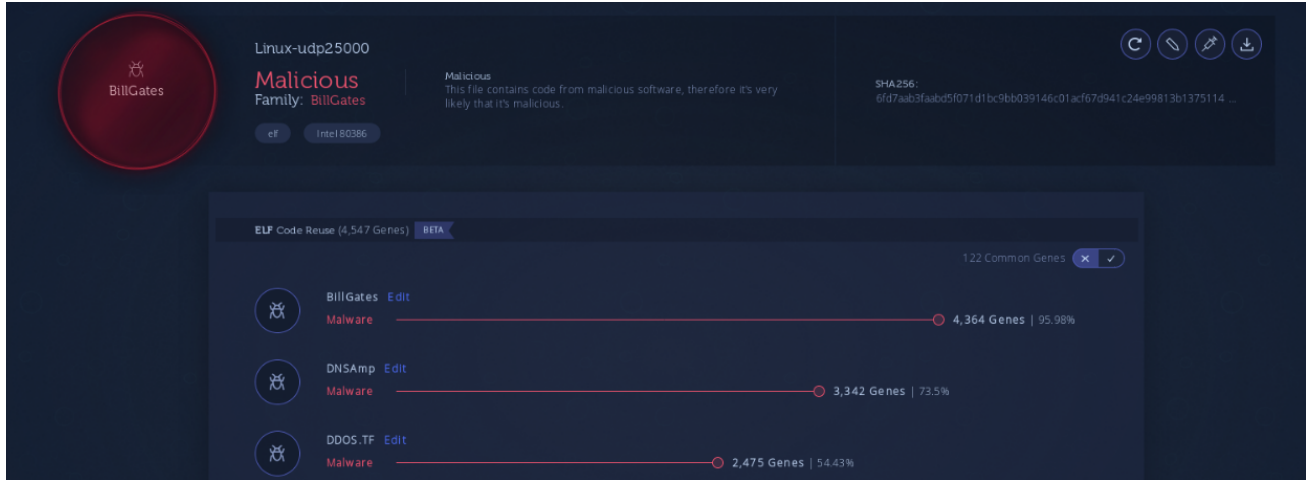 BillGates
Linux-udp25000
Malicious
Family: BillGates
elf
Intel 80386
Malicious
This file contains code from malicious software, therefore it's very
likely that it's malicious.
SHA256:
6fd7aab3faabd5f071d1bc9bb039146c01acf67d941c24e99813b1375114 ...
ELF Code Reuse (4,547 Genes) BETA
122 Common Genes
BillGates Edit
Malware 4,364 Genes | 95.98%
DNSAmp Edit
Malware 3,342 Genes | 73.5%
DDOS.TF Edit
Malware 2,475 Genes | 54.43%